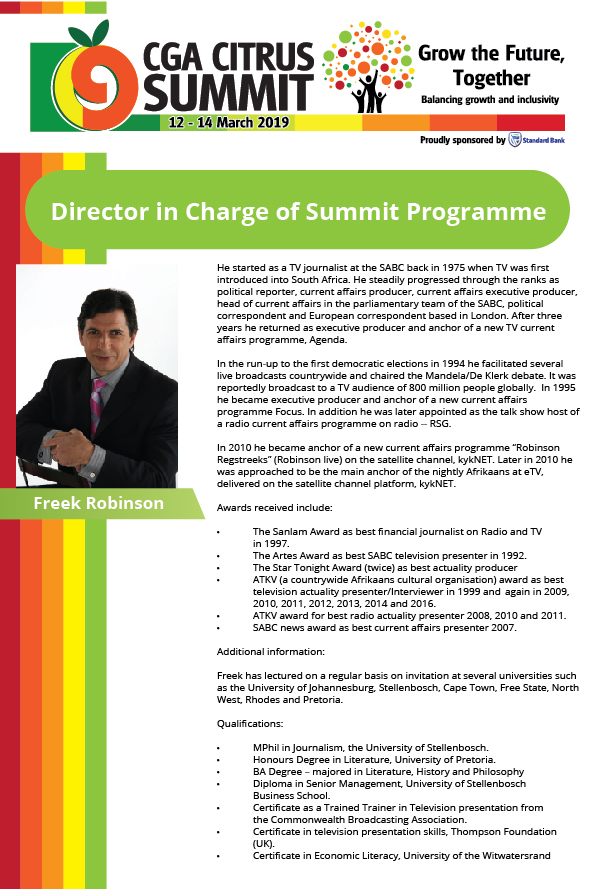 CGA CITRUS
SUMMIT
12 - 14 March 2019
Grow the Future,
Together
Balancing growth and inclusivity
Proudly sponsored by Standard Bank
Director in Charge of Summit Programme
Freek Robinson
He started as a TV journalist at the SABC back in 1975 when TV was first
introduced into South Africa. He steadily progressed through the ranks as
political reporter, current affairs producer, current affairs executive producer,
head of current affairs in the parliamentary team of the SABC, political
correspondent and European correspondent based in London. After three
years he returned as executive producer and anchor of a new TV current
affairs programme, Agenda.
In the run-up to the first democratic elections in 1994 he facilitated several
live broadcasts countrywide and chaired the Mandela/De Klerk debate. It was
reportedly broadcast to a TV audience of 800 million people globally. In 1995
he became executive producer and anchor of a new current affairs
programme Focus. In addition he was later appointed as the talk show host of
a radio current affairs programme on radio -- RSG.
In 2010 he became anchor of a new current affairs programme “Robinson
Regstreeks” (Robinson live) on the satellite channel, kykNET. Later in 2010 he
was approached to be the main anchor of the nightly Afrikaans at eTV,
delivered on the satellite channel platform, kykNET.
Awards received include:
• The Sanlam Award as best financial journalist on Radio and TV
in 1997.
• The Artes Award as best SABC television presenter in 1992.
• The Star Tonight Award (twice) as best actuality producer
• ATKV (a countrywide Afrikaans cultural organisation) award as best
television actuality presenter/Interviewer in 1999 and again in 2009,
2010, 2011, 2012, 2013, 2014 and 2016.
• ATKV award for best radio actuality presenter 2008, 2010 and 2011.
• SABC news award as best current affairs presenter 2007.
Additional information:
Freek has lectured on a regular basis on invitation at several universities such
as the University of Johannesburg, Stellenbosch, Cape Town, Free State, North
West, Rhodes and Pretoria.
Qualifications:
• MPhil in Journalism, the University of Stellenbosch.
• Honours Degree in Literature, University of Pretoria.
• BA Degree – majored in Literature, History and Philosophy
• Diploma in Senior Management, University of Stellenbosch
Business School.
• Certificate as a Trained Trainer in Television presentation from
the Commonwealth Broadcasting Association.
• Certificate in television presentation skills, Thompson Foundation
(UK).
• Certificate in Economic Literacy, University of the Witwatersrand